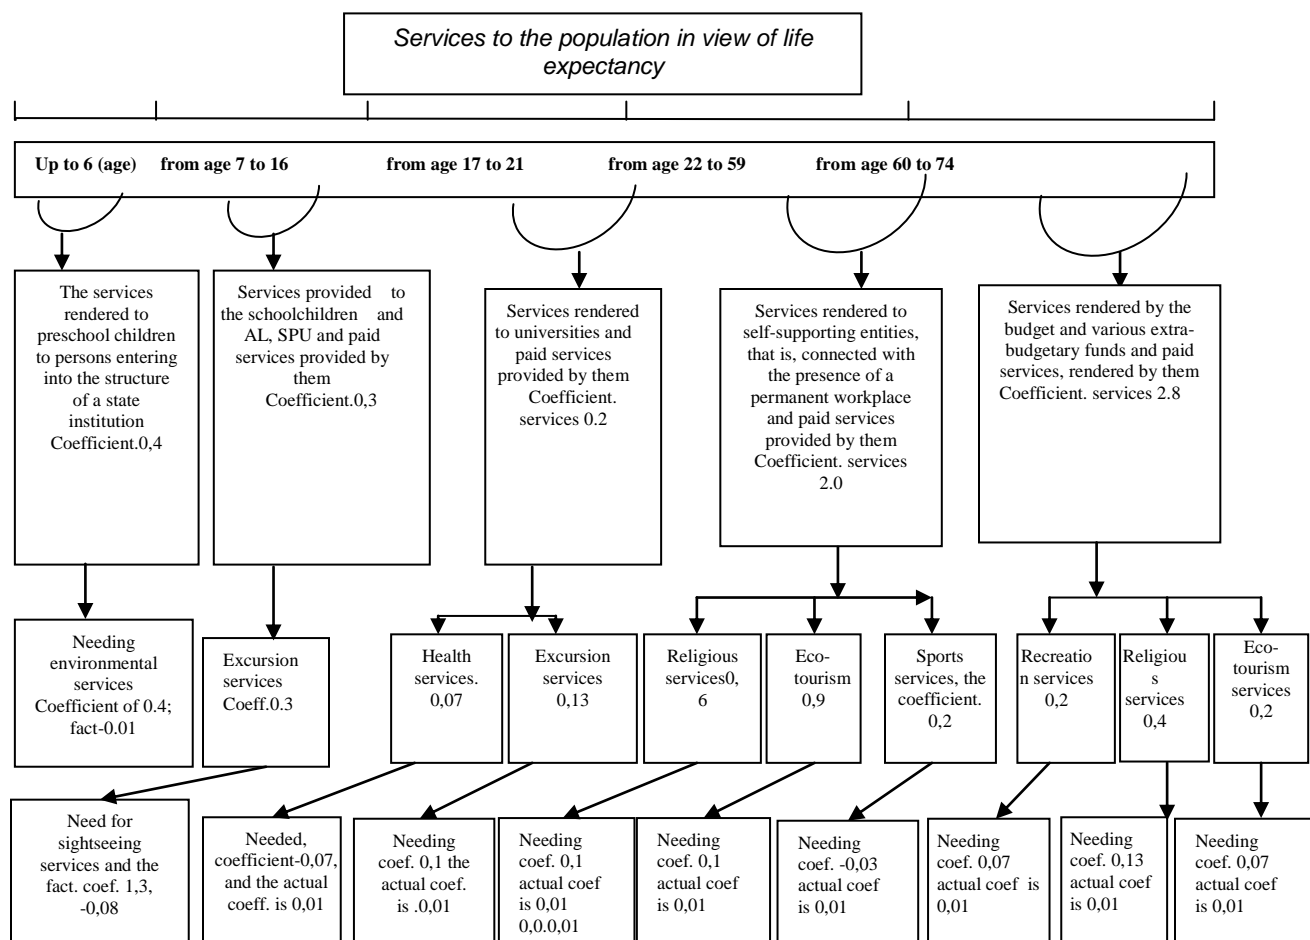 Services to the population in view of life
expectancy
Up to 6 (age) from age 7 to 16 from age 17 to 21 from age 22 to 59 from age 60 to 74
The services
rendered to
preschool children
to persons entering
into the structure
of a state
institution
Coefficient.0,4
Services provided to
the schoolchildren and
AL, SPU and paid
services provided by
them
Coefficient.0,3
Services rendered
to universities and
paid services
provided by them
Coefficient.
services 0.2
Services rendered to
self-supporting entities,
that is, connected with
the presence of a
permanent workplace
and paid services
provided by them
Coefficient. services
2.0
Services rendered by the
budget and various extra-
budgetary funds and paid
services, rendered by them
Coefficient. services 2.8
Needing
environmental
services
Coefficient of 0.4;
fact-0.01
Excursion
services
Coeff.0.3
Health
services.
0,07
Excursion
services
0,13
Religious
services0,
6
Eco-
tourism
0,9
Sports
services, the
coefficient.
0,2
Recreatio
n services
0,2
Religiou
s
services
0,4
Eco-
tourism
services
0,2
Need for
sightseeing
services and the
fact. coef. 1,3,
-0,08
Needed,
coefficient-0,07,
and the actual
coeff. is 0,01
Needing
coef. 0,1 the
actual coef.
is .0,01
Needing
coef. 0,1
actual coef
is 0,01
0,0.0,01
Needing
coef. 0,1
actual coef
is 0,01
Needing
coef. -0,03
actual coef
is 0,01
Needing
coef. 0,07
actual coef is
0,01
Needing
coef. 0,13
actual coef
is 0,01
Needing
coef. 0,07
actual coef
is 0,01